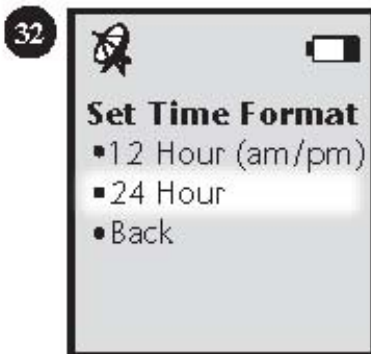 32
Set Time Format
•12 Hour (am/pm)
▪24 Hour
•Back